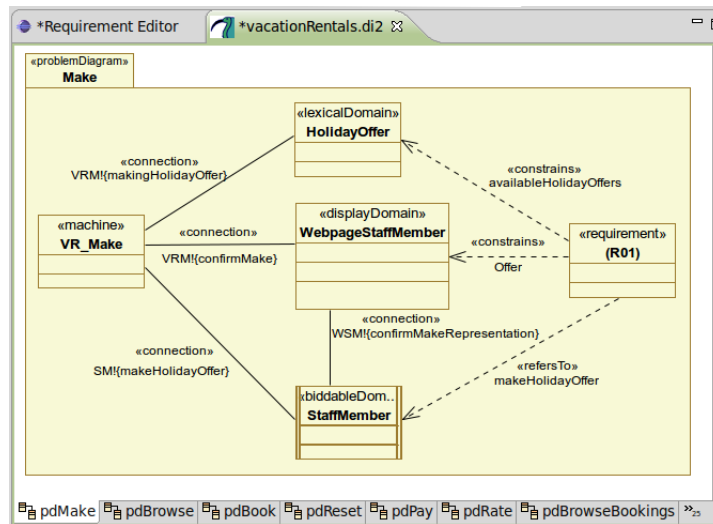 *Requirement Editor
*vacationRentals.di2
«problemDiagram»
Make
«lexicalDomain»
HolidayOffer
«connection»
VRM!{makingHolidayOffer}
«constrains»
availableHolidayOffers
«machine»
VR_Make
«connection»
VRM!{confirmMake}
«displayDomain»
WebpageStaffMember
«constrains»
Offer
«requirement»
(R01)
«connection»
WSM!{confirmMakeRepresentation}
«connection»
SM!{makeHolidayOffer}
«refersTo»
makeHolidayOffer
‹biddableDom..
StaffMember
pdMake pdBrowse pdBook pdReset pdPay pdRate pdBrowseBookings »25